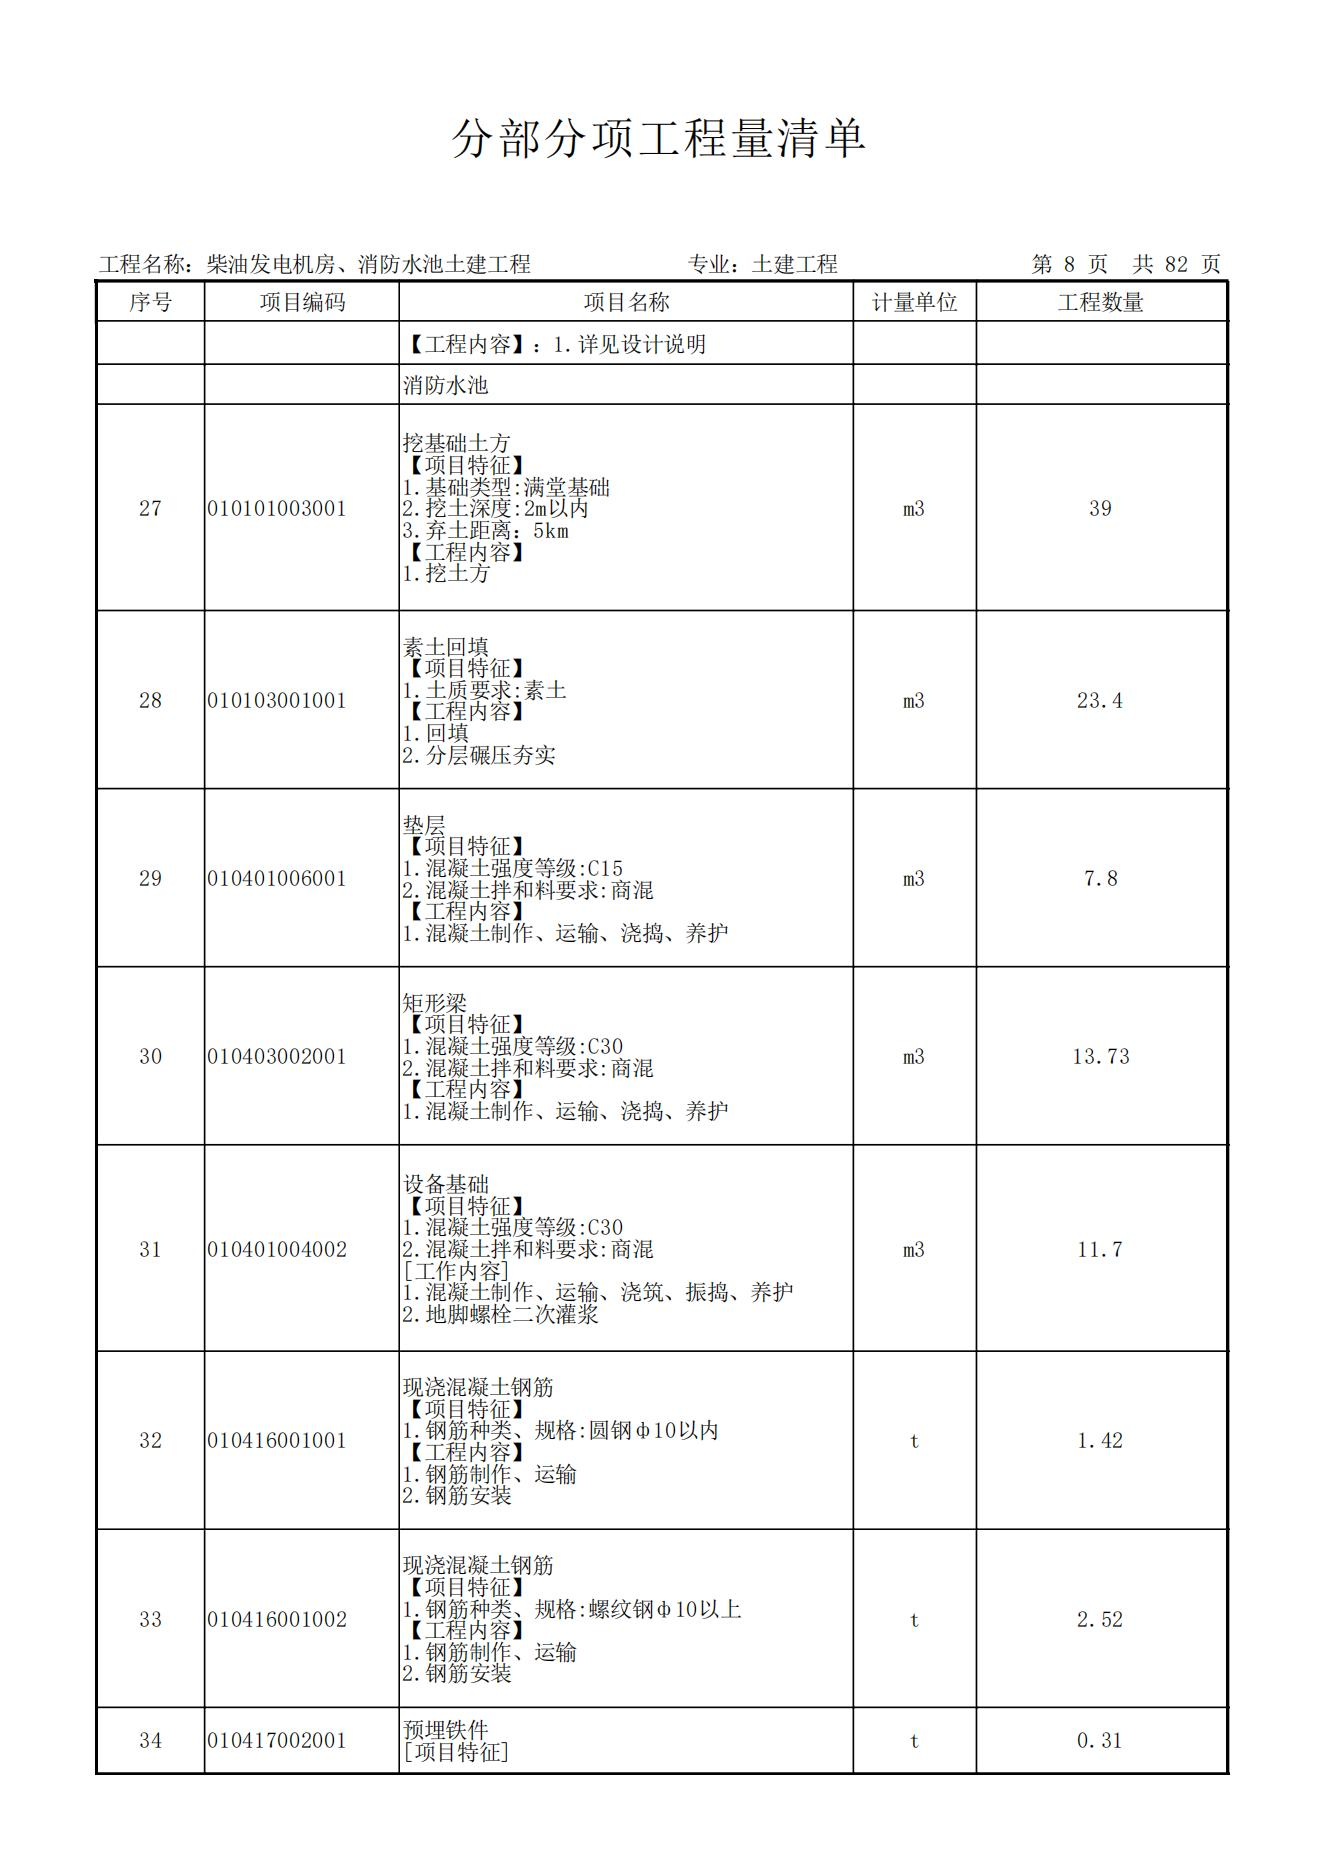 分部分项工程量清单
工程名称：柴油发电机房、消防水池土建工程 专业：土建工程 第 8 页 共 82 页
序号 项目编码 项目名称 计量单位 工程数量
【工程内容】：1.详见设计说明
消防水池
挖基础土方
【项目特征】
1.基础类型:满堂基础
27 010101003001 2.挖土深度:2m以内 m3 39
3.弃土距离：5km
【工程内容】
1.挖土方
素土回填
【项目特征】
1.土质要求:素土
28 010103001001 m3 23.4
【工程内容】
1.回填
2.分层碾压夯实
垫层
【项目特征】
1.混凝土强度等级:C15
29 010401006001 m3 7.8
2.混凝土拌和料要求:商混
【工程内容】
1.混凝土制作、运输、浇捣、养护
矩形梁
【项目特征】
1.混凝土强度等级:C30
30 010403002001 m3 13.73
2.混凝土拌和料要求:商混
【工程内容】
1.混凝土制作、运输、浇捣、养护
设备基础
【项目特征】
1.混凝土强度等级:C30
31 010401004002 2.混凝土拌和料要求:商混 m3 11.7
[工作内容]
1.混凝土制作、运输、浇筑、振捣、养护
2.地脚螺栓二次灌浆
现浇混凝土钢筋
【项目特征】
1.钢筋种类、规格:圆钢φ10以内
32 010416001001 t 1.42
【工程内容】
1.钢筋制作、运输
2.钢筋安装
现浇混凝土钢筋
【项目特征】
1.钢筋种类、规格:螺纹钢φ10以上
33 010416001002 t 2.52
【工程内容】
1.钢筋制作、运输
2.钢筋安装
预埋铁件
34 010417002001 t 0.31
[项目特征]